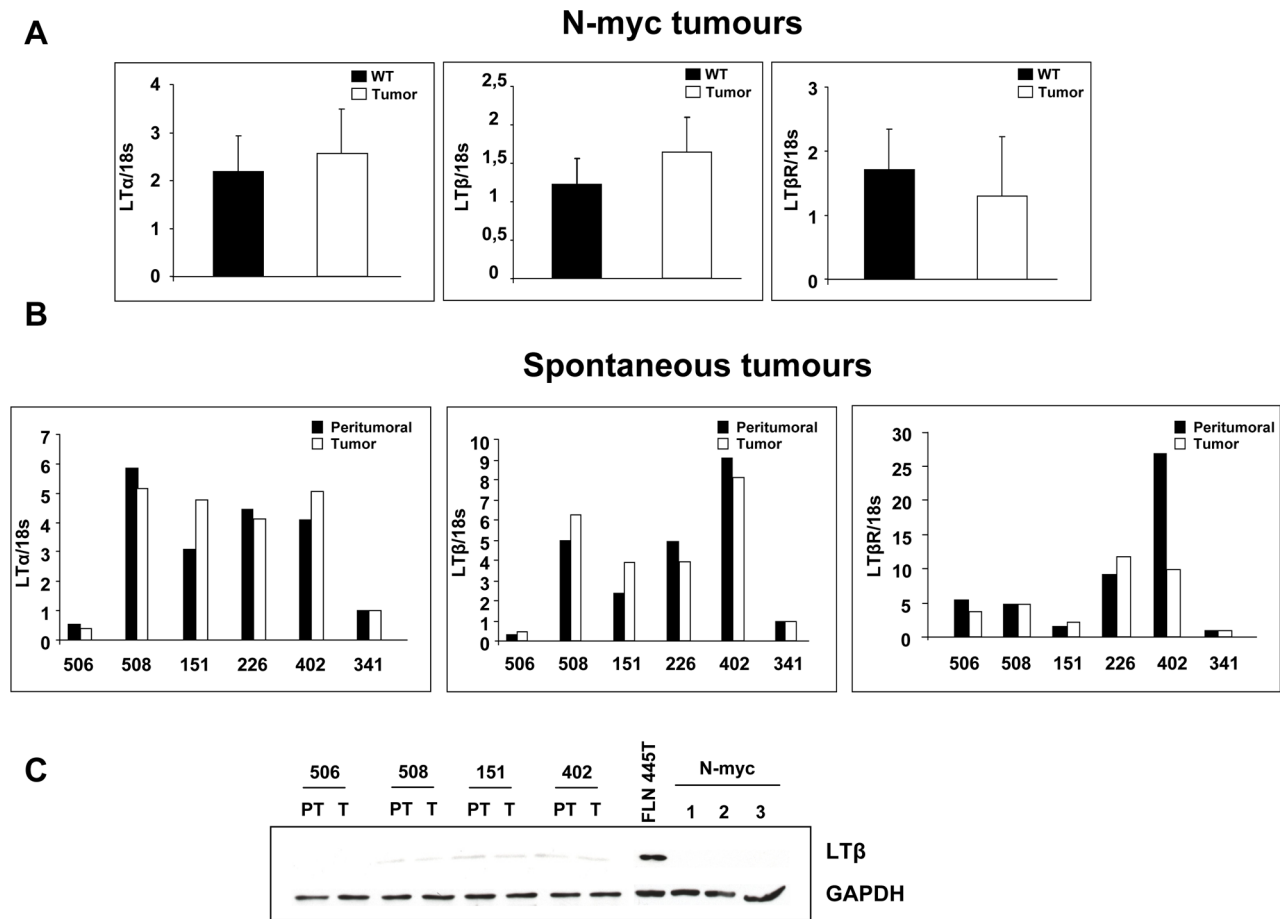 A
N-myc tumours
WT
Tumor
LTα/18s
4
3
2
1
0
WT
Tumor
LTβ/18s
2,5
2
1,5
1
0,5
0
WT
Tumor
LTβR/18s
3
2
1
0
B
Spontaneous tumours
Peritumoral
Tumor
LTα/18s
7
6
5
4
3
2
1
0
506 508 151 226 402 341
Peritumoral
Tumor
LTβ/18s
10
9
8
7
6
5
4
3
2
1
0
506 508 151 226 402 341
Peritumoral
Tumor
LTβR/18s
30
25
20
15
10
5
0
506 508 151 226 402 341
C
506 508 151 402 FLN 445T N-myc
PT T PT T PT T PT T 1 2 3
LTβ
GAPDH